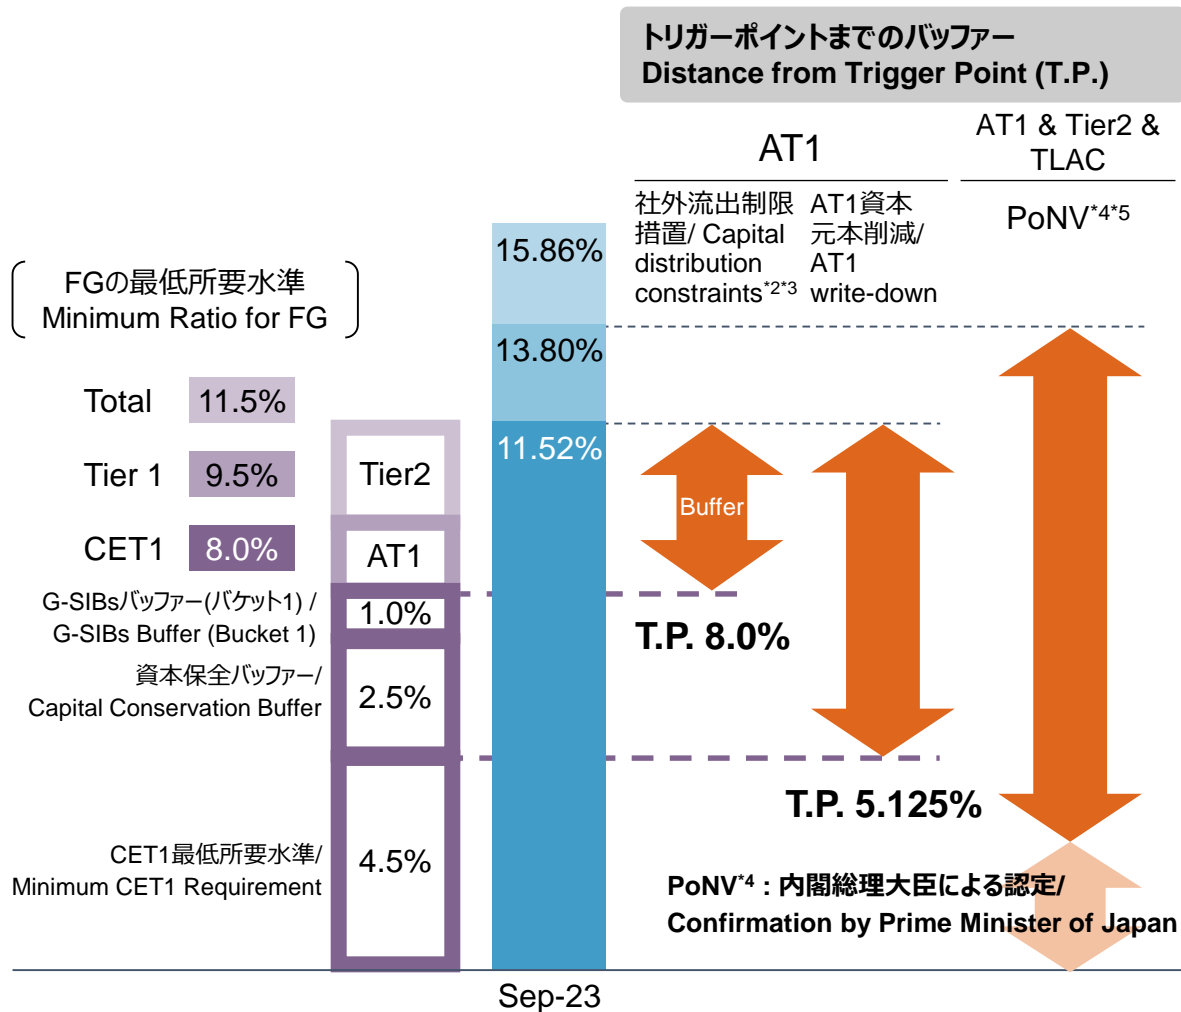 トリガーポイントまでのバッファー
Distance from Trigger Point (T.P.)
AT1
AT1 & Tier2 &
TLAC
社外流出制限
措置/ Capital
distribution
constraints*2*3
AT1資本
元本削減/
AT1
write-down
PoNV*4*5
FGの最低所要水準
Minimum Ratio for FG
Total 11.5%
Tier 1 9.5%
CET1 8.0%
G-SIBsバッファー(バケット1) /
G-SIBs Buffer (Bucket 1)
資本保全バッファー/
Capital Conservation Buffer
CET1最低所要水準/
Minimum CET1 Requirement
Tier2
AT1
1.0%
2.5%
4.5%
15.86%
13.80%
11.52%
Sep-23
Buffer
T.P. 8.0%
T.P. 5.125%
PoNV*4 : 内閣総理大臣による認定/
Confirmation by Prime Minister of Japan